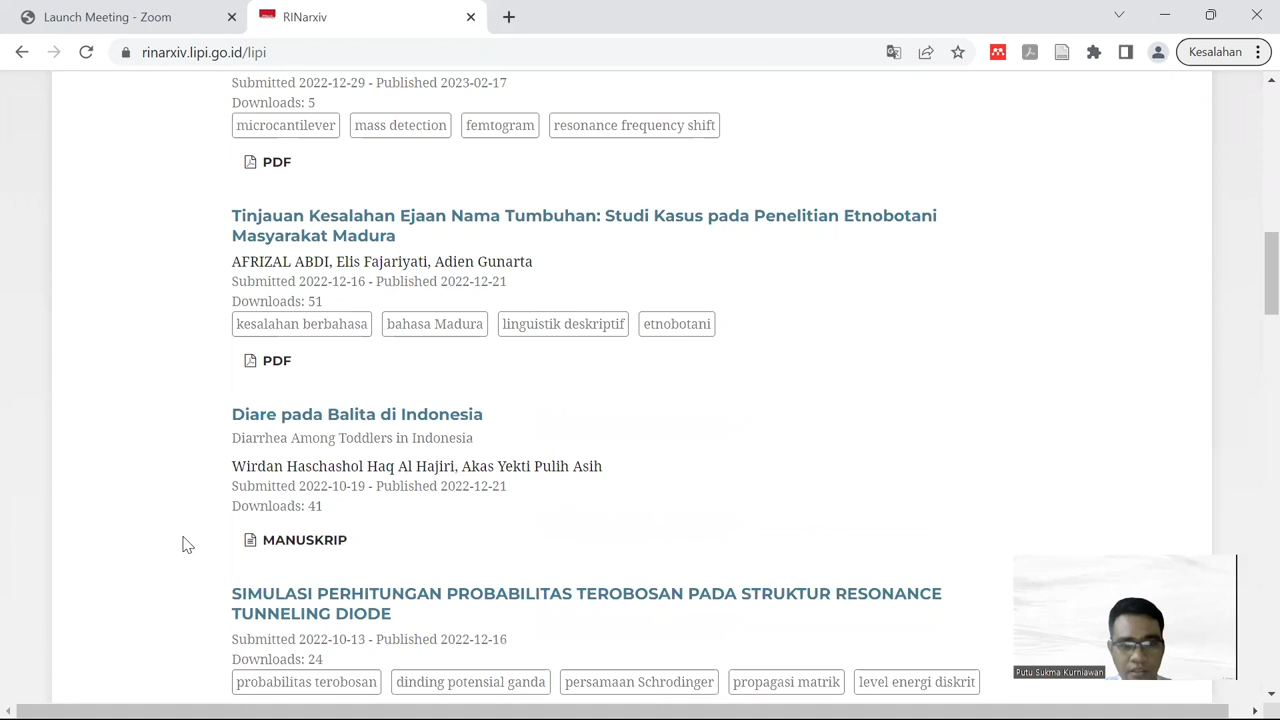 Launch Meeting - Zoom
RINarxiv
rinarxiv.lipi.go.id/lipi
Kesalahan
Submitted 2022-12-29 - Published 2023-02-17
Downloads: 5
microcantilever mass detection femtogram resonance frequency shift
PDF
Tinjauan Kesalahan Ejaan Nama Tumbuhan: Studi Kasus pada Penelitian Etnobotani
Masyarakat Madura
AFRIZAL ABDI, Elis Fajariyati, Adien Gunarta
Submitted 2022-12-16 - Published 2022-12-21
Downloads: 51
kesalahan berbahasa bahasa Madura linguistik deskriptif etnobotani
PDF
Diare pada Balita di Indonesia
Diarrhea Among Toddlers in Indonesia
Wirdan Haschashol Haq Al Hajiri, Akas Yekti Pulih Asih
Submitted 2022-10-19 - Published 2022-12-21
Downloads: 41
MANUSKRIP
SIMULASI PERHITUNGAN PROBABILITAS TEROBOSAN PADA STRUKTUR RESONANCE
TUNNELING DIODE
Submitted 2022-10-13 - Published 2022-12-16
Downloads: 24
probabilitas terobosan dinding potensial ganda persamaan Schrodinger propagasi matrik level energi diskrit
Putu Sukma Kurniawan